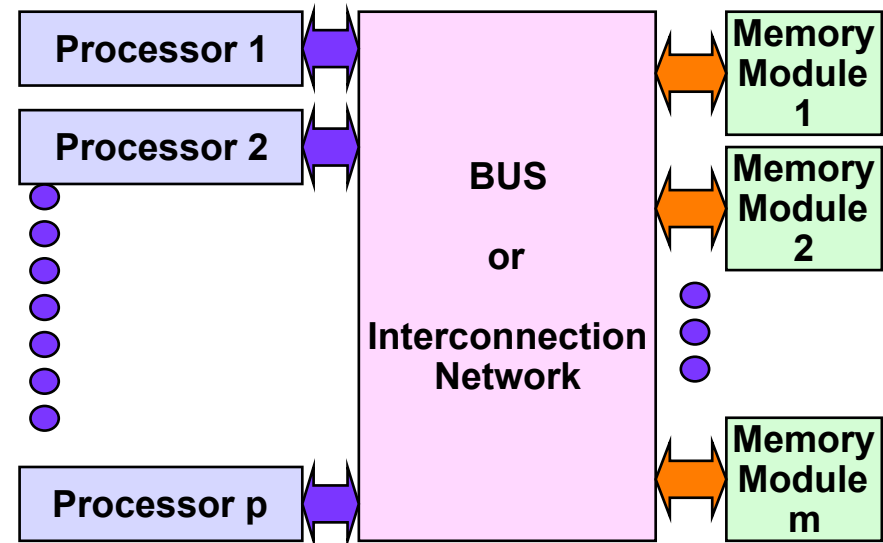 Processor 1
Processor 2
Processor p
BUS
or
Interconnection
Network
Memory
Module
1
Memory
Module
2
Memory
Module
m